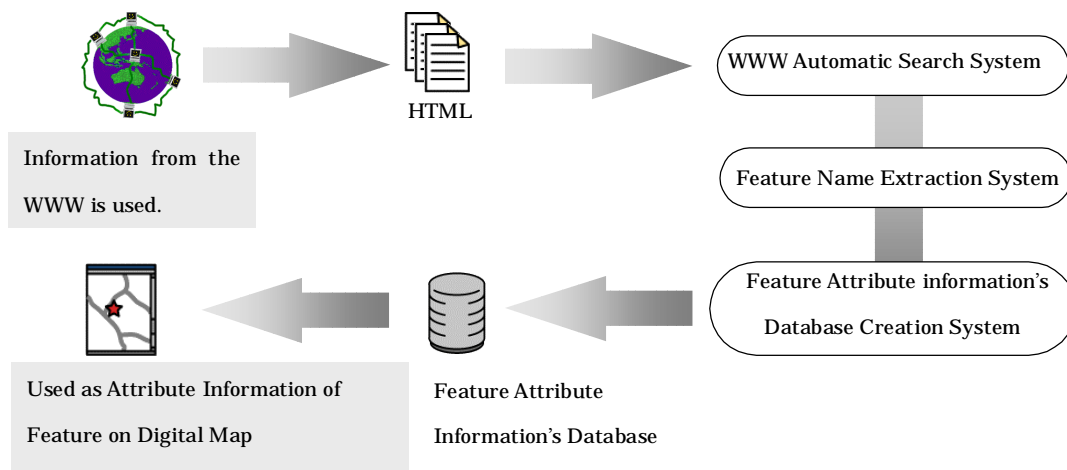 HTML
WWW Automatic Search System
Information from the
WWW is used.
Feature Name Extraction System
Feature Attribute information's
Database Creation System
Used as Attribute Information of
Feature on Digital Map
Feature Attribute
Information's Database